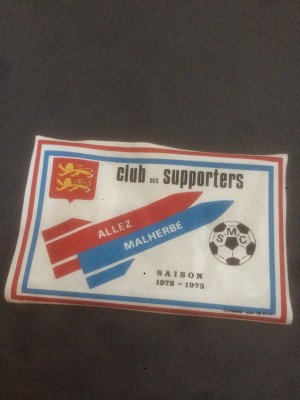 club DES supporters
ALLEZ
MALHERBE
SMC
SAISON
1972 - 1973